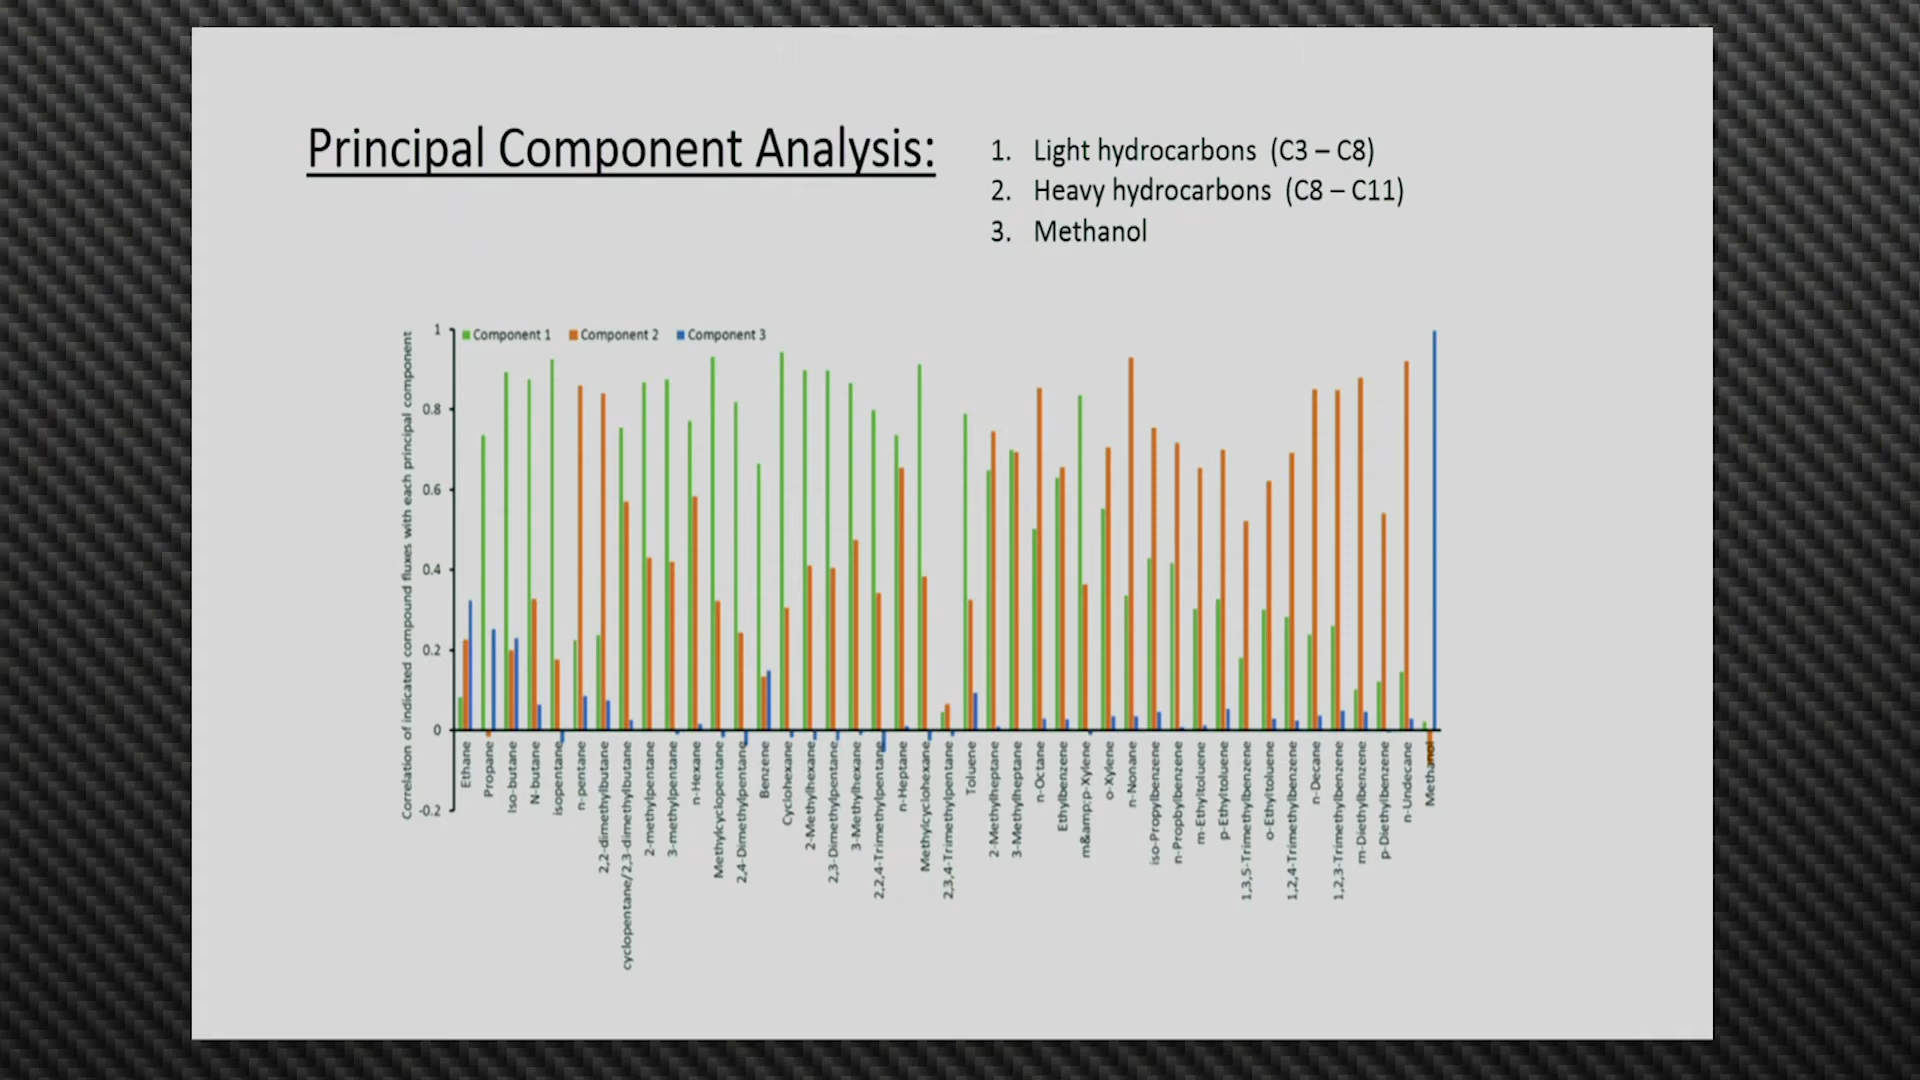 Principal Component Analysis:
1. Light hydrocarbons (C3 – C8)
2. Heavy hydrocarbons (C8 – C11)
3. Methanol
Component 1
Component 2
Component 3
Correlation of indicated compound fluxes with each principal component
1
0.8
0.6
0.4
0.2
0
-0.2
Ethane
Propane
Iso-butane
N-butane
isopentane
n-pentane
2,2-dimethylbutane
cyclopentane/2,3-dimethylbutane
2-methylpentane
3-methylpentane
n-Hexane
Methylcyclopentane
2,4-Dimethylpentane
Benzene
Cyclohexane
2-Methylhexane
2,3-Dimethylpentane
3-Methylhexane
2,2,4-Trimethylpentane
n-Heptane
Methylcyclohexane
2,3,4-Trimethylpentane
Toluene
2-Methylheptane
3-Methylheptane
n-Octane
Ethylbenzene
m&amp;p-Xylene
o-Xylene
n-Nonane
iso-Propylbenzene
n-Propbylbenzene
m-Ethyltoluene
p-Ethyltoluene
1,3,5-Trimethylbenzene
o-Ethyltoluene
1,2,4-Trimethylbenzene
n-Decane
1,2,3-Trimethylbenzene
m-Diethylbenzene
p-Diethylbenzene
n-Undecane
Methanol